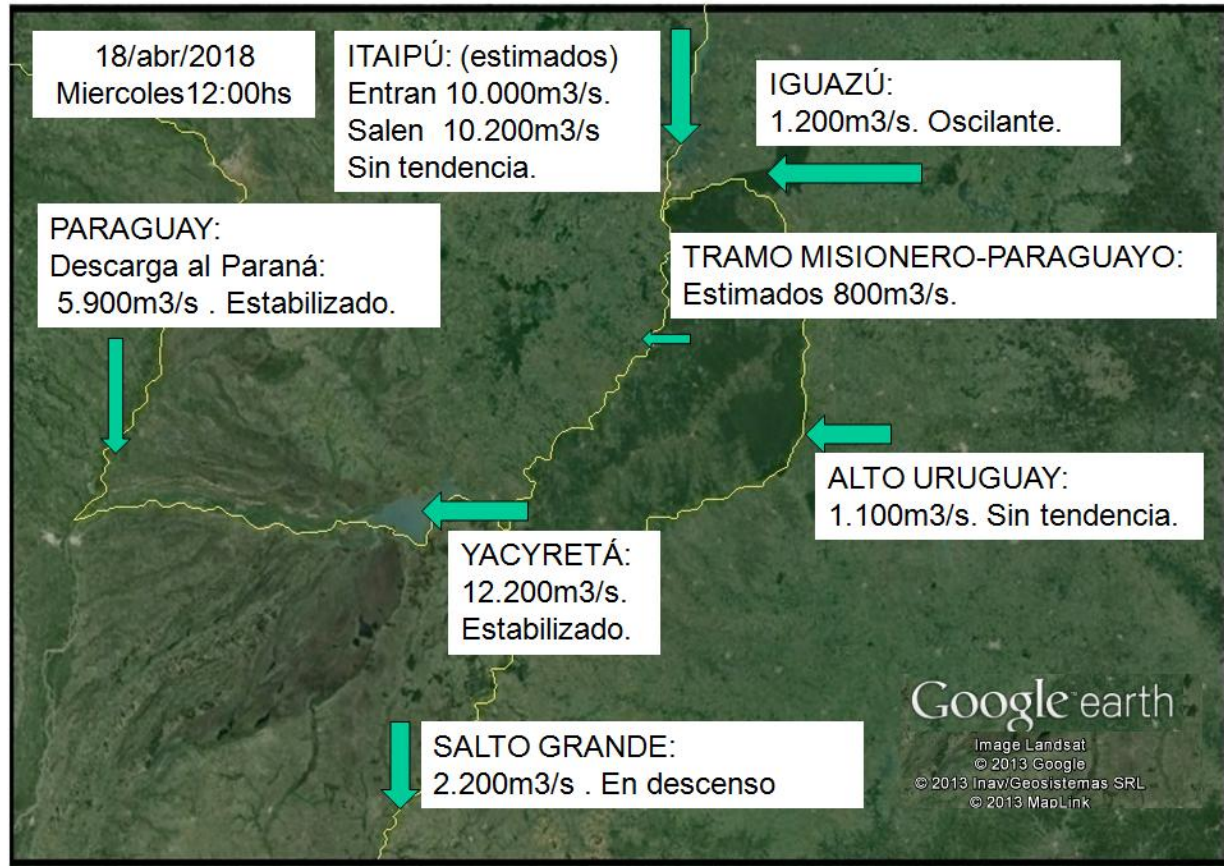 18/abr/2018
Miercoles12:00hs
ITAIPÚ: (estimados)
Entran 10.000m3/s.
Salen 10.200m3/s
Sin tendencia.
IGUAZÚ:
1.200m3/s. Oscilante.
PARAGUAY:
Descarga al Paraná:
5.900m3/s . Estabilizado.
TRAMO MISIONERO-PARAGUAYO:
Estimados 800m3/s.
ALTO URUGUAY:
1.100m3/s. Sin tendencia.
YACYRETÁ:
12.200m3/s.
Estabilizado.
SALTO GRANDE:
2.200m3/s . En descenso
Google earth
Image Landsat
© 2013 Google
© 2013 Inav/Geosistemas SRL
© 2013 MapLink